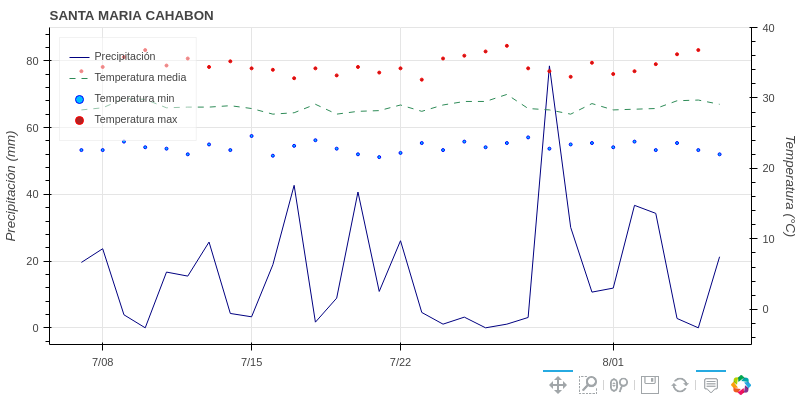 SANTA MARIA CAHABON
Precipitación
Temperatura media
Temperatura min
Temperatura max
Precipitación (mm)
80
60
40
20
0
40
30
20
10
0
Temperatura (°C)
7/08
7/15
7/22
8/01